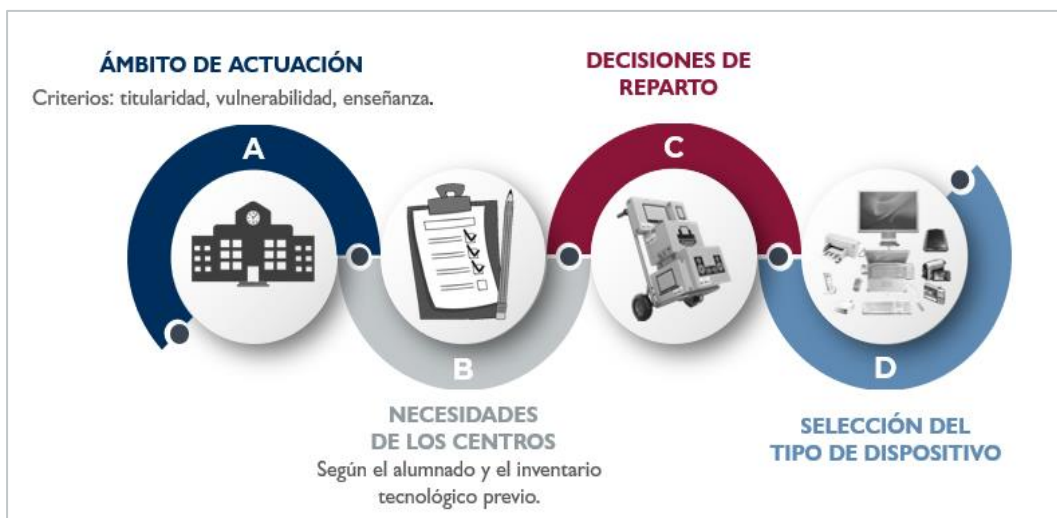 ÁMBITO DE ACTUACIÓN
Criterios: titularidad, vulnerabilidad, enseñanza.
A
B
NECESIDADES
DE LOS CENTROS
Según el alumnado y el inventario
tecnológico previo.
DECISIONES DE
REPARTO
C
D
SELECCIÓN DEL
TIPO DE DISPOSITIVO